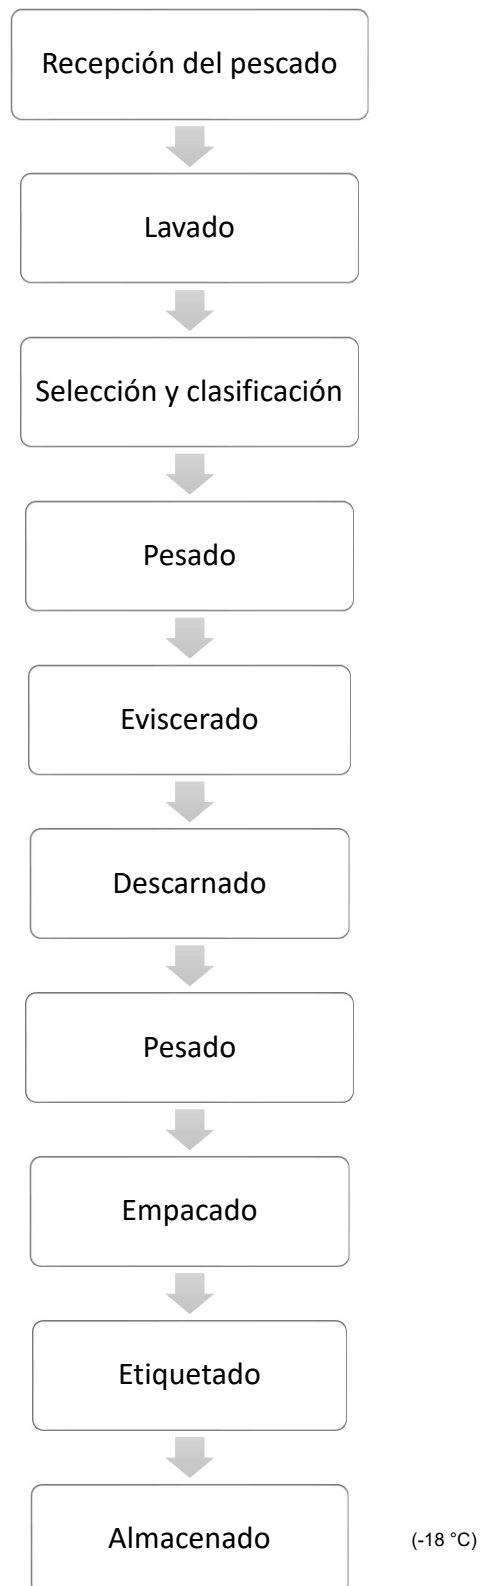 Recepción del pescado
Lavado
Selección y clasificación
Pesado
Eviscerado
Descarnado
Pesado
Empacado
Etiquetado
Almacenado
(-18 °C)